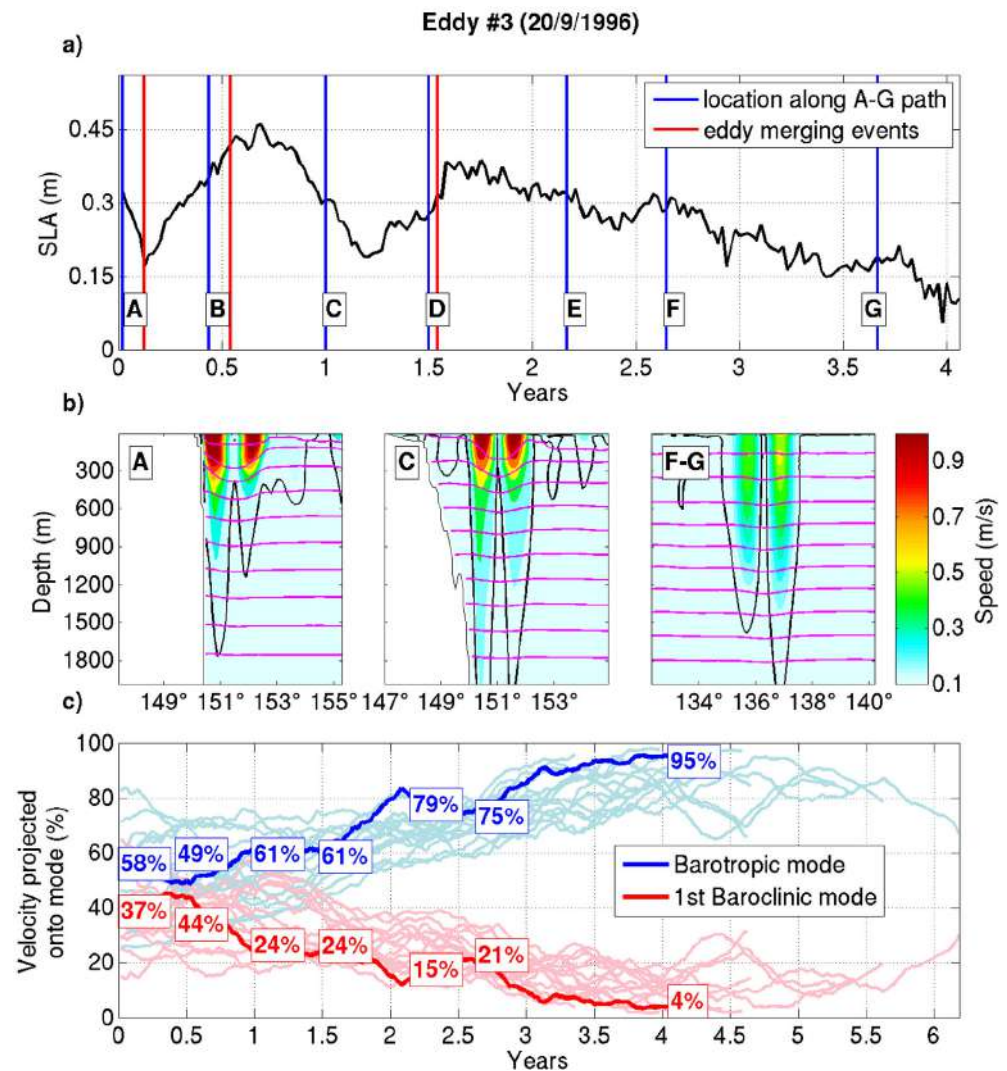 Eddy #3 (20/9/1996)
a)
location along A-G path
eddy merging events
SLA (m)
0.45
0.3
0.15
0
A
B
C
D
E
F
G
0 0.5 1 1.5 2 2.5 3 3.5 4
Years
b)
A
C
F-G
Depth (m)
300
600
900
1200
1500
1800
149° 151° 153° 155°
147° 149° 151° 153°
134° 136° 138° 140°
0.9
0.7
0.5
0.3
0.1
Speed (m/s)
c)
Velocity projected
onto mode (%)
100
80
60
40
20
0
58% 49% 61% 61% 79% 75% 95%
37% 44% 24% 24% 15% 21% 4%
Barotropic mode
1st Baroclinic mode
0 0.5 1 1.5 2 2.5 3 3.5 4 4.5 5 5.5 6
Years